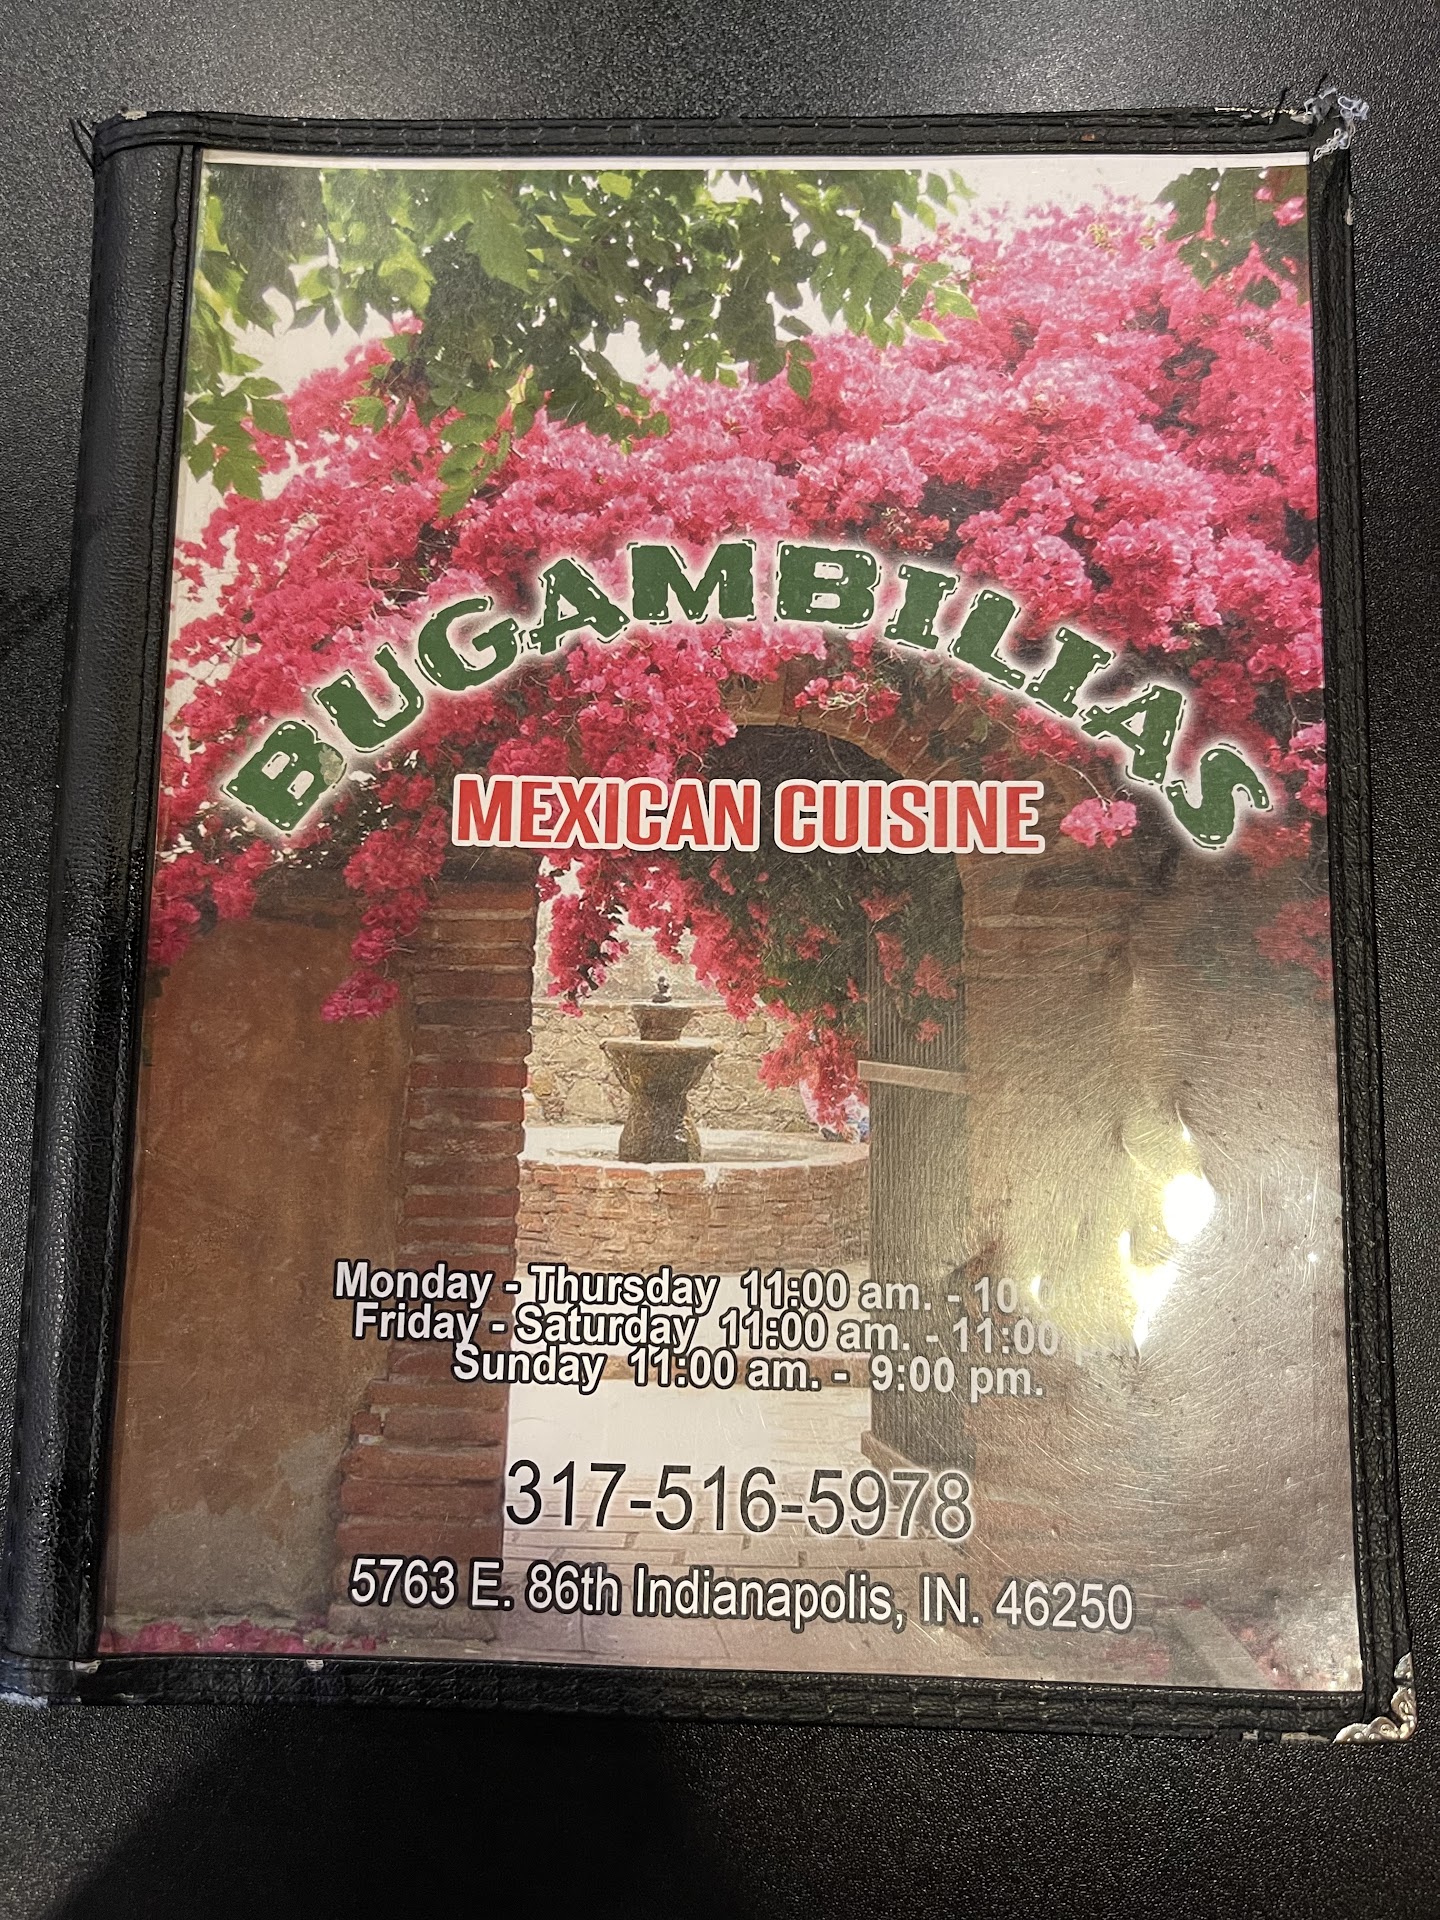 BUGAMBILIAS
MEXICAN CUISINE
Monday - Thursday 11:00 am. -
Friday - Saturday 11:00 am. - 11:00
Sunday 11:00 am. - 9:00 pm.
317-516-5978
5763 E. 86th Indianapolis, IN. 46250